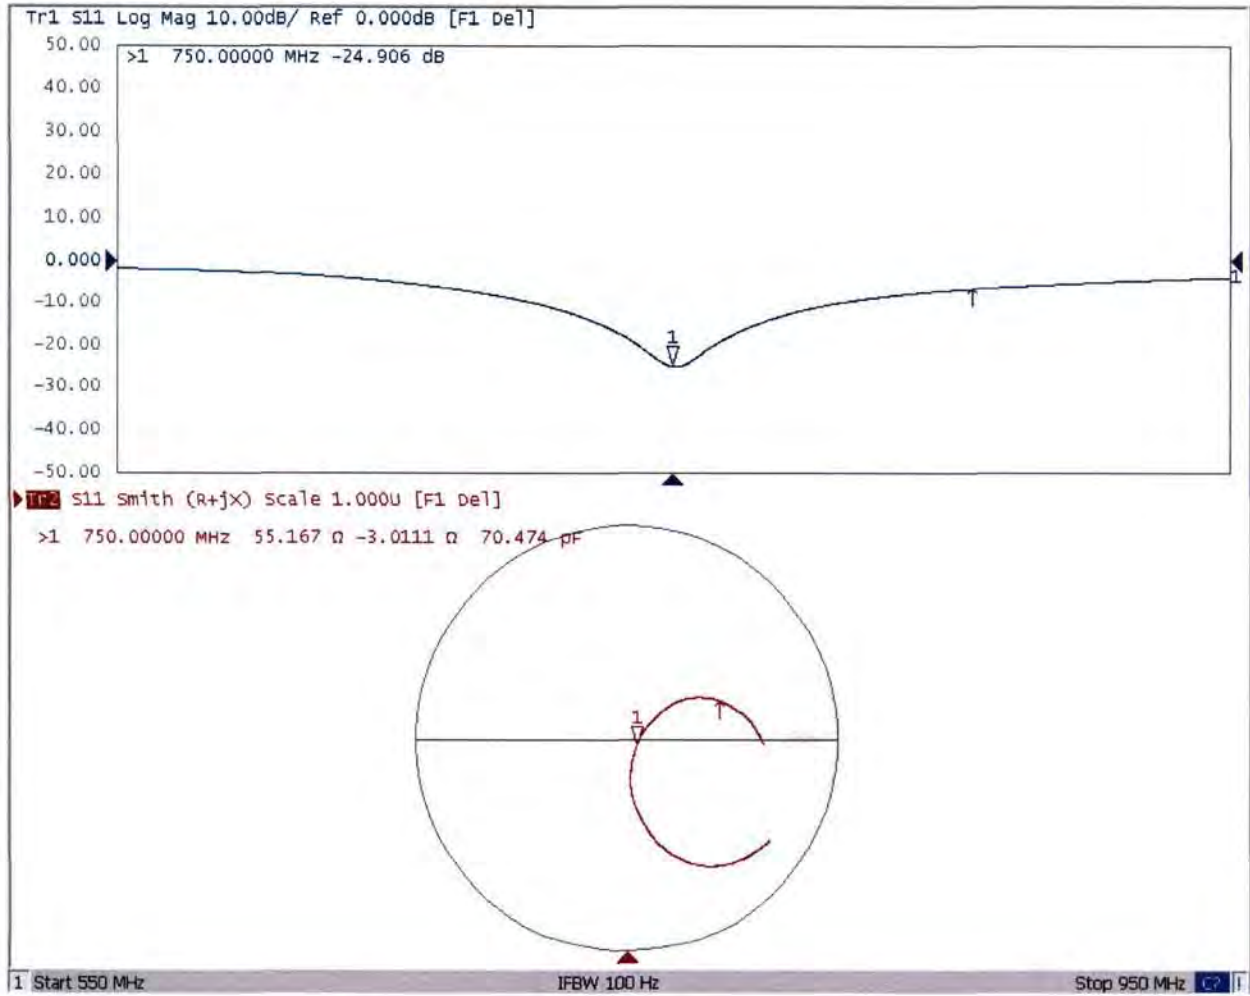 Tr1 S11 Log Mag 10.00dB/ Ref 0.000dB [F1 Del]
50.00
>1 750.00000 MHz -24.906 dB
40.00
30.00
20.00
10.00
0.000
1
-10.00
-20.00
1
-30.00
-40.00
-50.00
Tr2 S11 Smith (R+jX) Scale 1.000U [F1 Del]
>1 750.00000 MHz 55.167 Ω -3.0111 Ω 70.474 pF
1
1 Start 550 MHz IFBW 100 Hz Stop 950 MHz